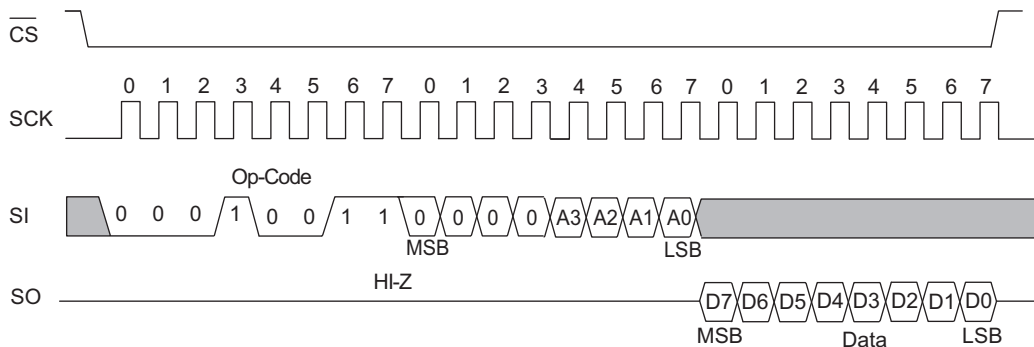 CS
0 1 2 3 4 5 6 7 0 1 2 3 4 5 6 7 0 1 2 3 4 5 6 7
SCK
Op-Code
SI 0 0 0 1 0 0 1 1 0 0 0 0 A3 A2 A1 A0
MSB LSB
HI-Z
SO D7 D6 D5 D4 D3 D2 D1 D0
MSB Data LSB